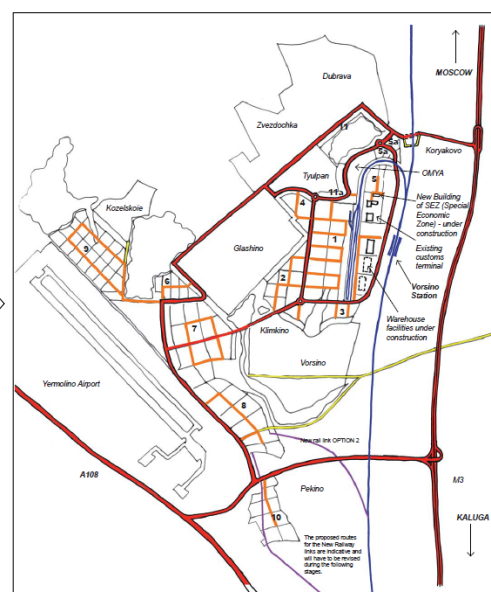 MOSCOW
Dubrava
Zvezdochka
11
5a
5a
Koryakovo
Tyulpan
OMYA
11a
5
Kozelskoie
4
New Building
of SEZ (Special
Economic
Zone) - under
construction
9
1
Glashino
Existing
customs
terminal
6
2
Vorsino
Station
3
Warehouse
facilities under
construction
7
Klimkino
Vorsino
Yermolino Airport
8
New rail link OPTION 2
A108
Pekino
M3
10
KALUGA
The proposed routes
for the New Railway
links are indicative and
will have to be revised
during the following
stages.